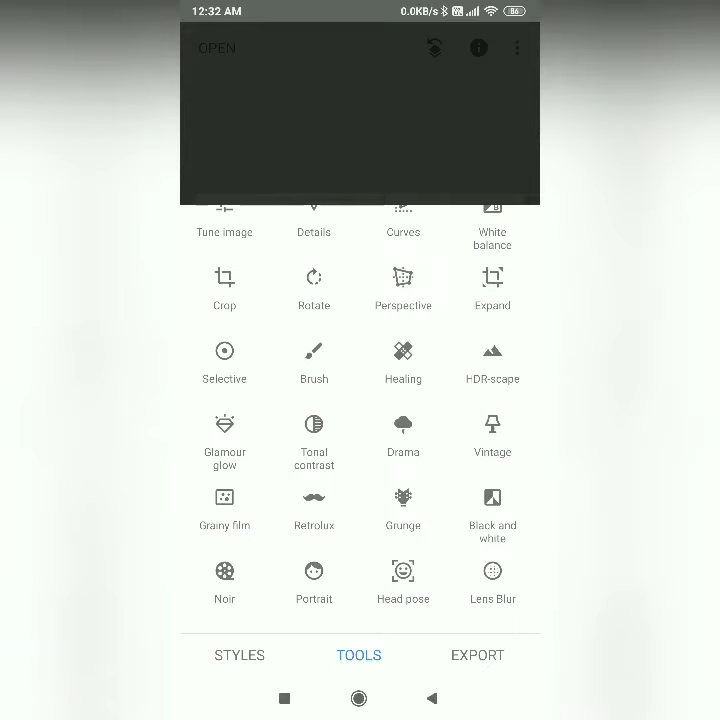 12:32 AM 0.0KB/s 86
OPEN
Tune image Details Curves White
balance
Crop Rotate Perspective Expand
Selective Brush Healing HDR-scape
Glamour Tonal Drama Vintage
glow contrast
Grainy film Retrolux Grunge Black and
white
Noir Portrait Head pose Lens Blur
STYLES TOOLS EXPORT